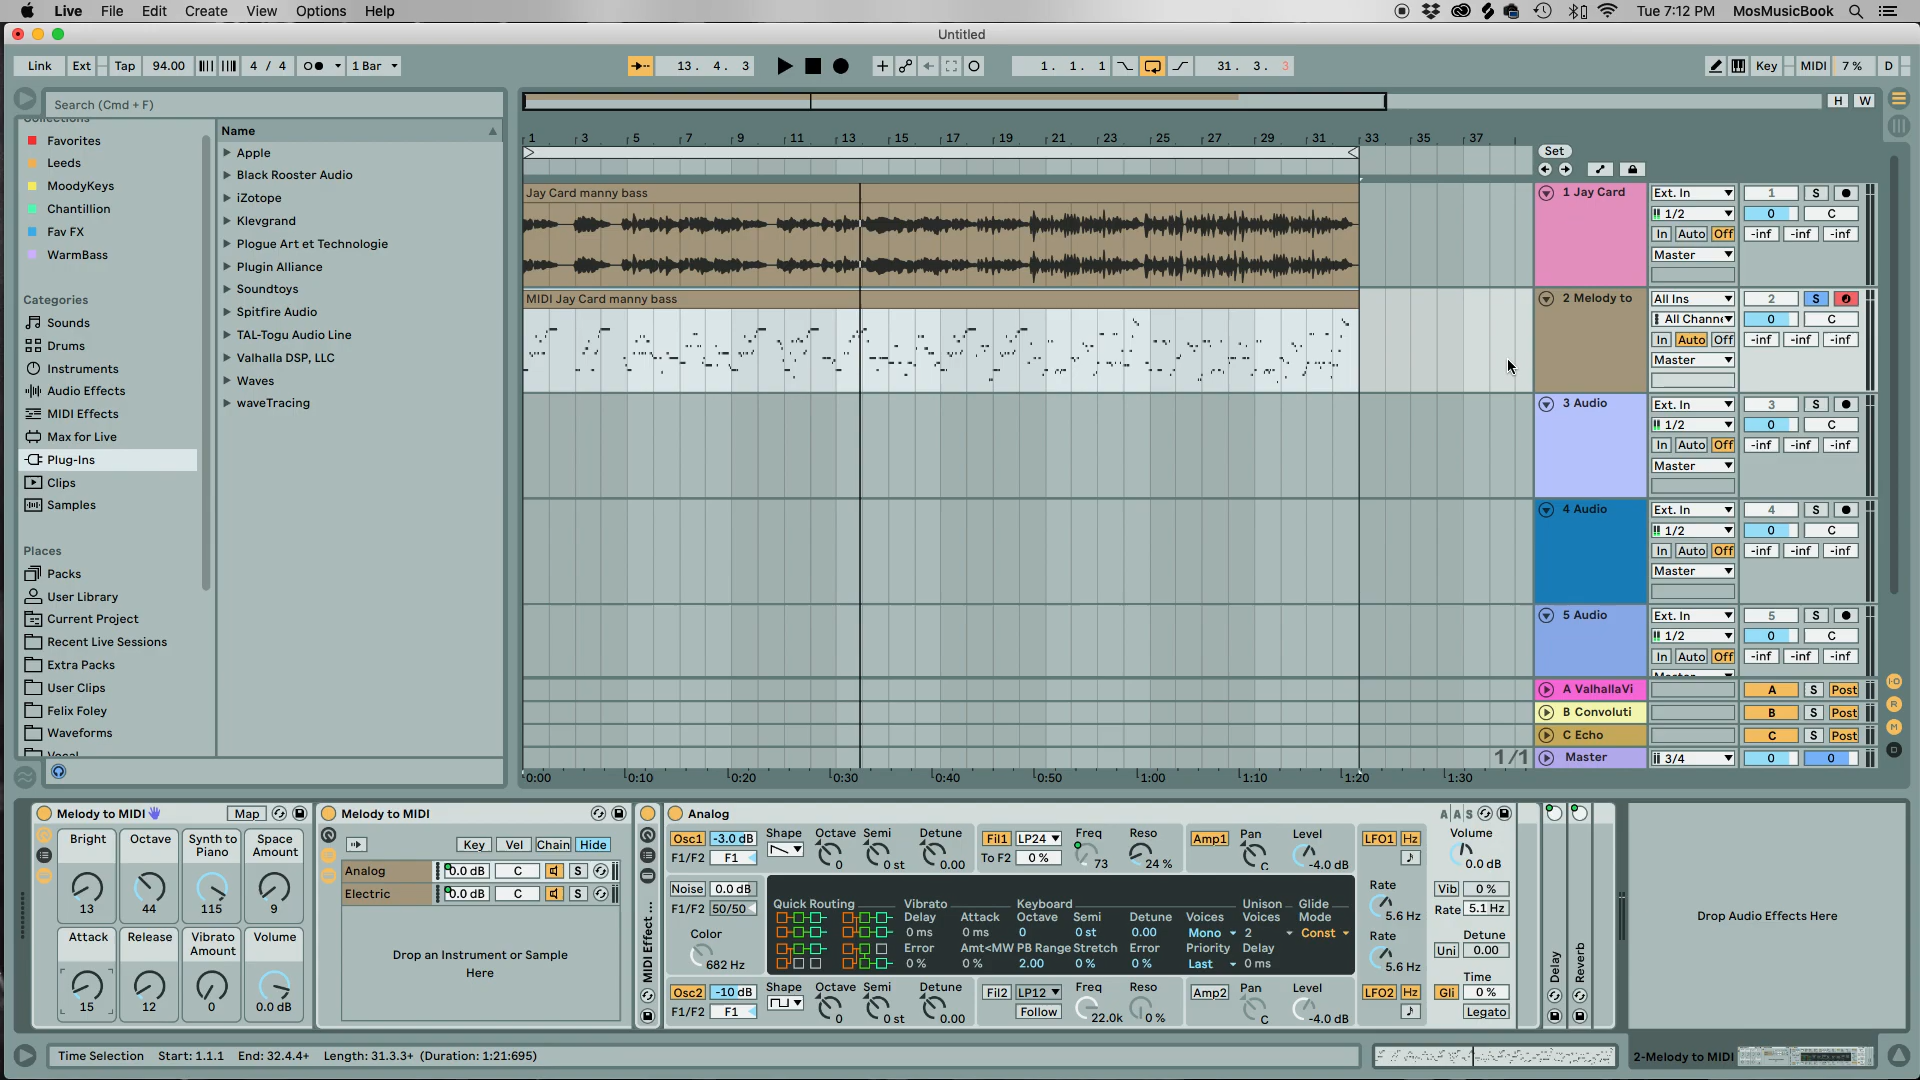 Live File Edit Create View Options Help
Tue 7:12 PM MosMusicBook
Untitled
Link Ext Tap 94.00 4 / 4 1 Bar
13. 4. 3
1. 1. 1
31. 3. 3
Key MIDI 7 % D
Search (Cmd + F)
H W
Collections
Favorites
Leeds
MoodyKeys
Chantillion
Fav FX
WarmBass
Categories
Sounds
Drums
Instruments
Audio Effects
MIDI Effects
Max for Live
Plug-Ins
Clips
Samples
Places
Packs
User Library
Current Project
Recent Live Sessions
Extra Packs
User Clips
Felix Foley
Waveforms
Vocal
Name
Apple
Black Rooster Audio
iZotope
Klevgrand
Plogue Art et Technologie
Plugin Alliance
Soundtoys
Spitfire Audio
TAL-Togu Audio Line
Valhalla DSP, LLC
Waves
waveTracing
1 3 5 7 9 11 13 15 17 19 21 23 25 27 29 31 33 35 37
Set
Jay Card manny bass
MIDI Jay Card manny bass
1 Jay Card Ext. In 1 S
1/2 0 C
In Auto Off -inf -inf -inf
Master
2 Melody to All Ins 2 S
All Chann 0 C
In Auto Off -inf -inf -inf
Master
3 Audio Ext. In 3 S
1/2 0 C
In Auto Off -inf -inf -inf
Master
4 Audio Ext. In 4 S
1/2 0 C
In Auto Off -inf -inf -inf
Master
5 Audio Ext. In 5 S
1/2 0 C
In Auto Off -inf -inf -inf
Master
A ValhallaVi A S Post
B Convoluti B S Post
C Echo C S Post
1/1 Master 3/4 0 0
I·O
R
M
D
0:00 0:10 0:20 0:30 0:40 0:50 1:00 1:10 1:20 1:30
Melody to MIDI Map
Bright Octave Synth to Piano Space Amount
13 44 115 9
Attack Release Vibrato Amount Volume
15 12 0 0.0 dB
Melody to MIDI
Key Vel Chain Hide
Analog 0.0 dB C S
Electric 0.0 dB C S
Drop an Instrument or Sample
Here
MIDI Effect ...
Analog
A A S
Osc1 -3.0 dB Shape Octave Semi Detune
F1/F2 F1 0 0 st 0.00
Fil1 LP24 Freq Reso
To F2 0 % 73 24 %
Amp1 Pan Level
C -4.0 dB
LFO1 Hz
Volume
0.0 dB
Noise 0.0 dB
F1/F2 50/50
Color
682 Hz
Quick Routing Vibrato Keyboard Unison Glide
Delay Attack Octave Semi Detune Voices Voices Mode
0 ms 0 ms 0 0 st 0.00 Mono 2 Const
Error Amt<MW PB Range Stretch Error Priority Delay
0 % 0 % 2.00 0 % 0 % Last 0 ms
Rate
5.6 Hz
Rate
5.6 Hz
Vib 0 %
Rate 5.1 Hz
Detune
Uni 0.00
Time
Gli 0 %
Legato
Osc2 -10 dB Shape Octave Semi Detune
F1/F2 F1 0 0 st 0.00
Fil2 LP12 Freq Reso
Follow 22.0k 0 %
Amp2 Pan Level
C -4.0 dB
LFO2 Hz
Delay
Reverb
Drop Audio Effects Here
Time Selection Start: 1.1.1 End: 32.4.4+ Length: 31.3.3+ (Duration: 1:21:695)
2-Melody to MIDI